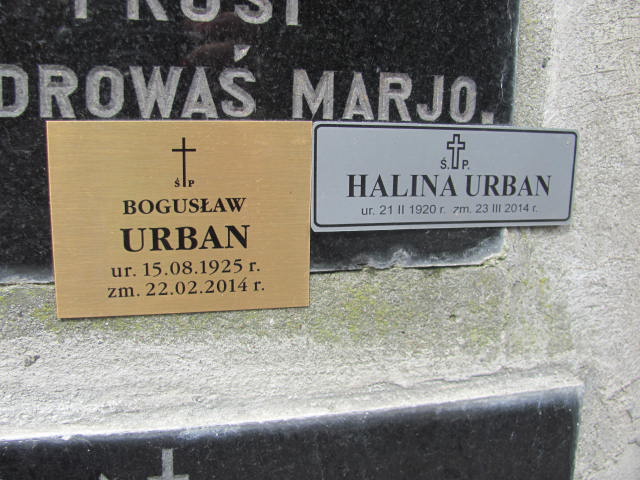 PROSI
DROWAŚ MARJO.
Ś P
BOGUSŁAW
URBAN
ur. 15.08.1925 r.
zm. 22.02.2014 r.
Ś. P.
HALINA URBAN
ur. 21 II 1920 r. zm. 23 III 2014 r.